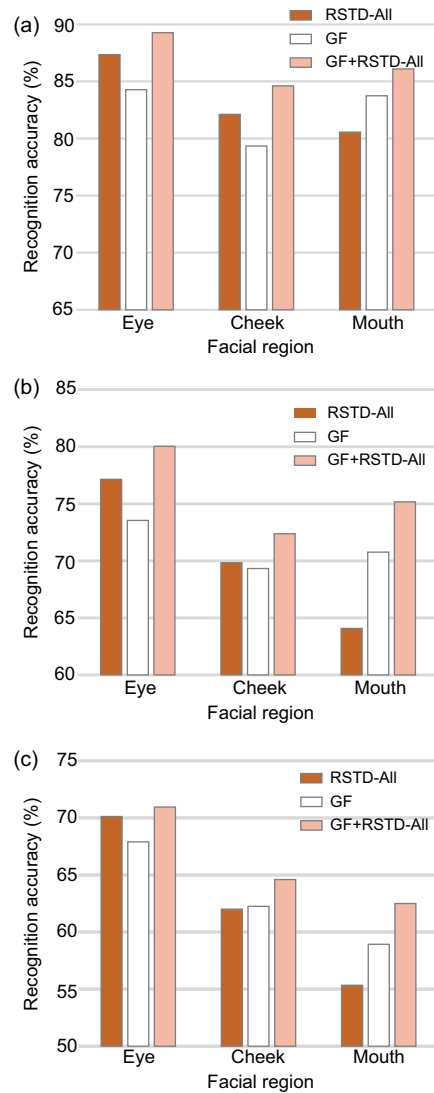 (a)
90
85
80
75
70
65
Recognition accuracy (%)
RSTD-All
GF
GF+RSTD-All
Eye Cheek Mouth
Facial region
(b)
85
80
75
70
65
60
Recognition accuracy (%)
RSTD-All
GF
GF+RSTD-All
Eye Cheek Mouth
Facial region
(c)
75
70
65
60
55
50
Recognition accuracy (%)
RSTD-All
GF
GF+RSTD-All
Eye Cheek Mouth
Facial region